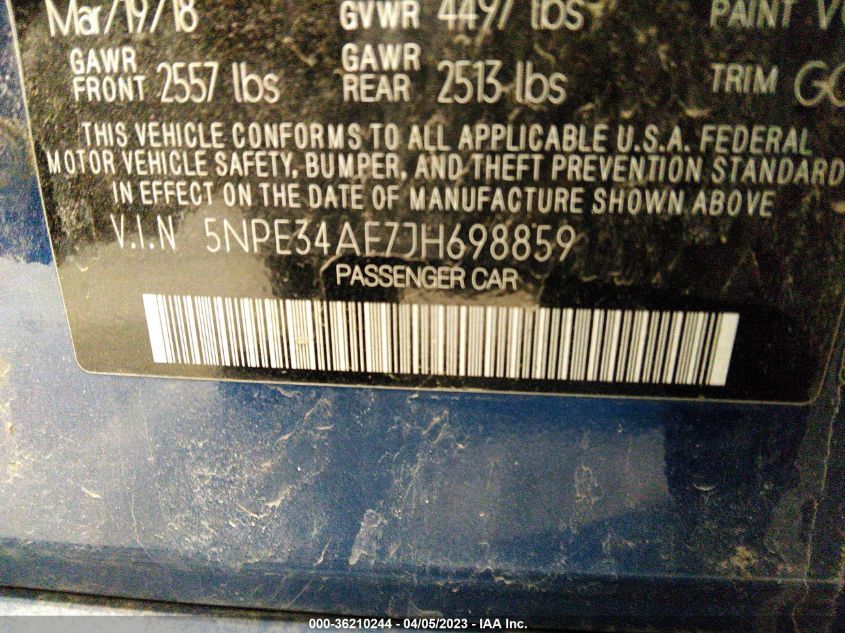 Mar/19/18 GVWR 4497 lbs PAINT
GAWR FRONT 2557 lbs GAWR REAR 2513 lbs TRIM
THIS VEHICLE CONFORMS TO ALL APPLICABLE U.S.A. FEDERAL
MOTOR VEHICLE SAFETY, BUMPER, AND THEFT PREVENTION STANDARD
IN EFFECT ON THE DATE OF MANUFACTURE SHOWN ABOVE
V.I.N 5NPE34AF7JH698859
PASSENGER CAR
000-36210244 - 04/05/2023 - IAA Inc.